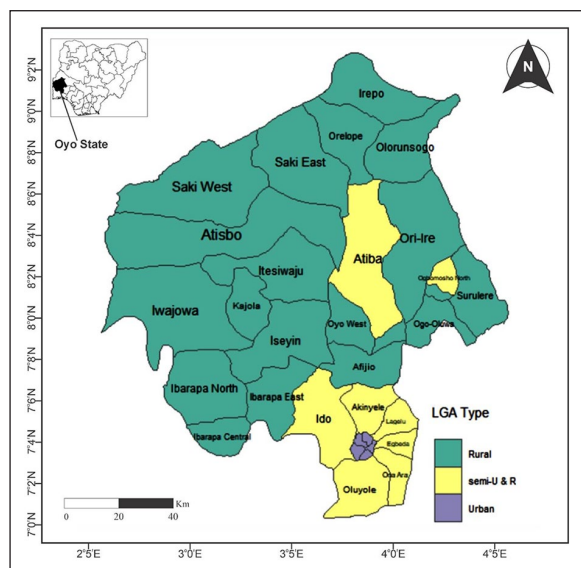 Oyo State
N
Irepo
Orelope
Olorunsogo
Saki East
Saki West
Atisbo
Ori-Ire
Atiba
Itesiwaju
Ogbomosho North
Surulere
Kajola
Iwajowa
Oyo West
Ogo-Oluwa
Iseyin
Afijio
Ibarapa North
Ibarapa East
Ido
Akinyele
Lagelu
Ibarapa Central
Egbeda
Ona Ara
Oluyole
LGA Type
Rural
semi-U & R
Urban
Km
0 20 40
9°2'N
9°0'N
8°8'N
8°6'N
8°4'N
8°2'N
8°0'N
7°8'N
7°6'N
7°4'N
7°2'N
7°0'N
2°5'E 3°0'E 3°5'E 4°0'E 4°5'E